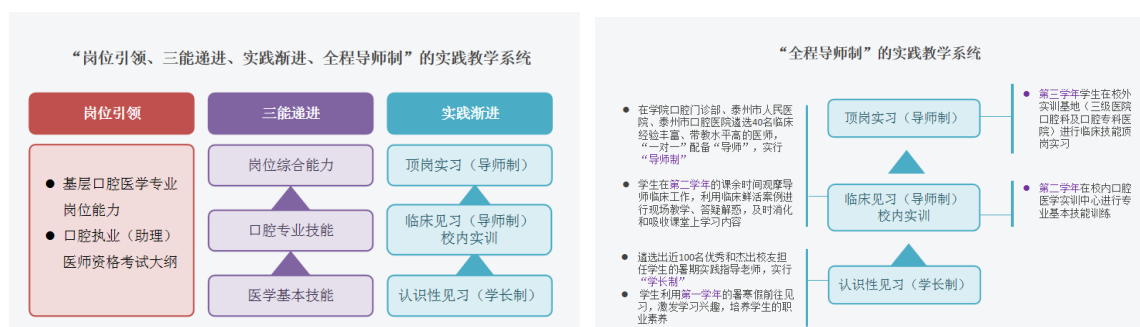 “岗位引领、三能递进、实践渐进、全程导师制”的实践教学系统
岗位引领
三能递进
实践渐进
● 基层口腔医学专业
岗位能力
● 口腔执业（助理）
医师资格考试大纲
岗位综合能力
口腔专业技能
医学基本技能
顶岗实习（导师制）
临床见习（导师制）
校内实训
认识性见习（学长制）
“全程导师制”的实践教学系统
● 在学院口腔门诊部、泰州市人民医
院、泰州市口腔医院遴选40名临床
经验丰富、带教水平高的医师，
“一对一”配备“导师”，实行
“导师制”
● 学生在第二学年的课余时间观摩导
师临床工作，利用临床鲜活案例进
行现场教学、答疑解惑，及时消化
和吸收课堂上学习内容
● 遴选出近100名优秀和杰出校友担
任学生的暑期实践指导老师，实行
“学长制”
● 学生利用第一学年的暑寒假前往见
习，激发学习兴趣，培养学生的职
业素养
顶岗实习（导师制）
临床见习（导师制）
校内实训
认识性见习（学长制）
● 第三学年学生在校外
实训基地（三级医院
口腔科及口腔专科医
院）进行临床技能顶
岗实习
● 第二学年在校内口腔
医学实训中心进行专
业基本技能训练